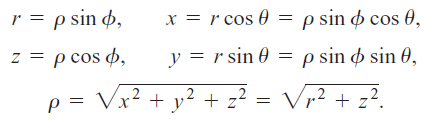 r = ρ sin ϕ, x = r cos θ = ρ sin ϕ cos θ,
z = ρ cos ϕ, y = r sin θ = ρ sin ϕ sin θ,
ρ = √(x² + y² + z²) = √(r² + z²).